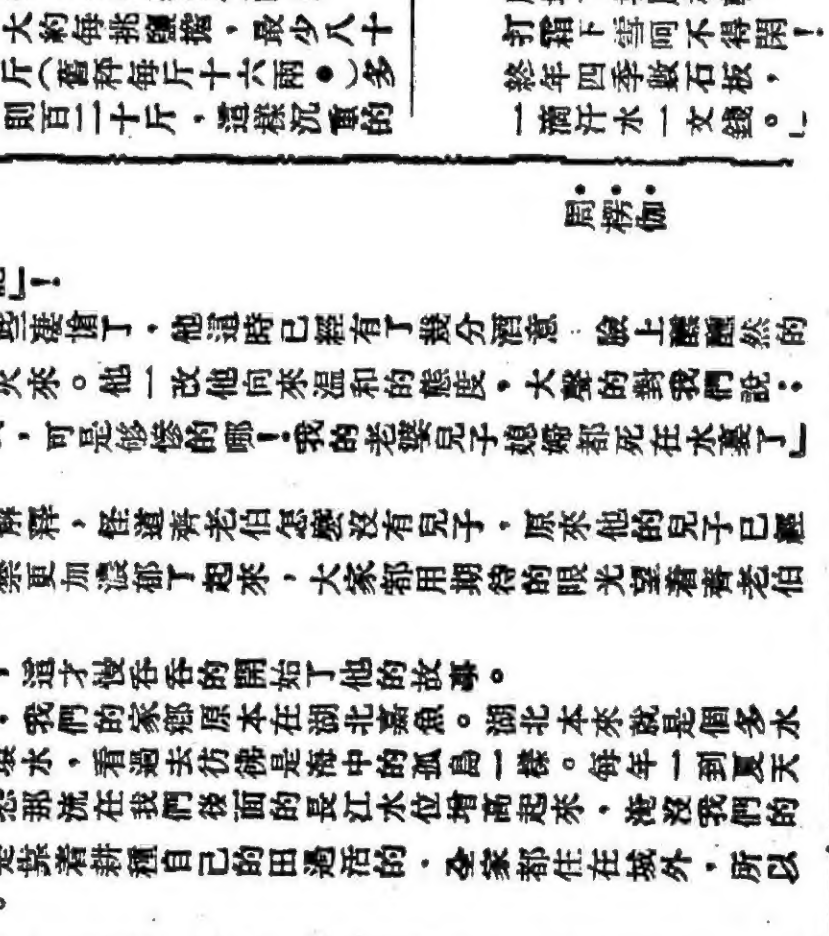 大約每挑鹽擔，最少八十
斤（舊秤每斤十六兩。）多
則百二十斤，這樣沉重的
打霜下雪呵不得閑！
終年四季數石板，
一滴汗水一文錢。」
周楞伽
」！
些淒愴了，他這時已經有了幾分酒意 臉上醺醺然的
火來。他一改他向來温和的態度，大聲的對我們說：
，可是够慘的哪！我的老婆兒子媳婦都死在水裏了」
解釋，怪道齊老伯怎麼沒有兒子，原來他的兒子已經
更加濃郁了起來，大家都用期待的眼光望着齊老伯
，這才慢吞吞的開始了他的故事。
，我們的家鄉原本在湖北嘉魚。湖北本來就是個多水
水，看過去彷彿是海中的孤島一樣。每年一到夏天
恐那流在我們後面的長江水位增高起來，淹沒我們的
是靠着耕種自己的田過活的，全家都住在城外，所以
。